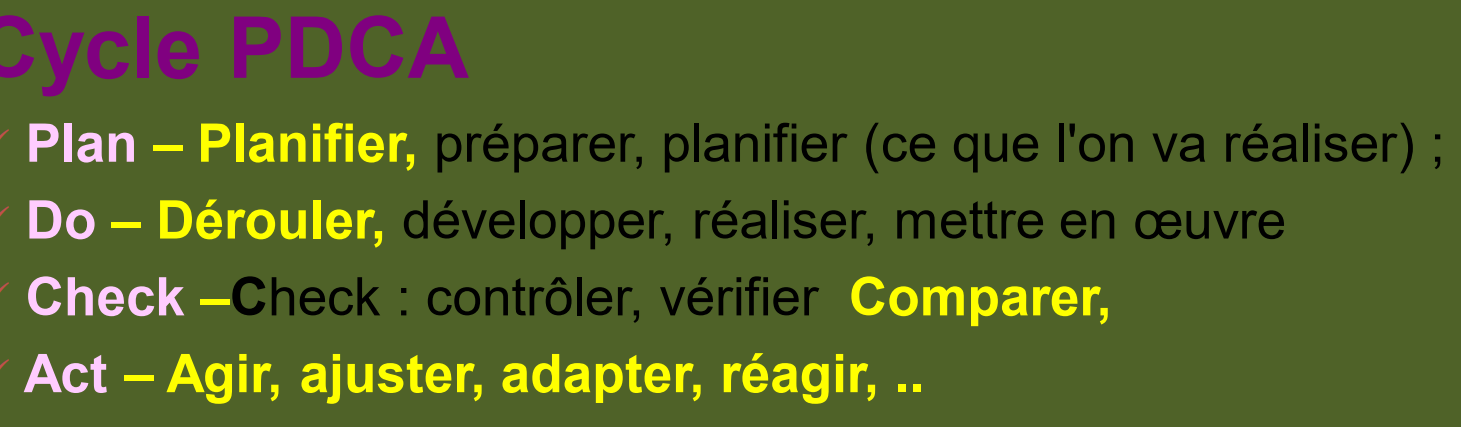 Cycle PDCA
✓ Plan – Planifier, préparer, planifier (ce que l'on va réaliser) ;
✓ Do – Dérouler, développer, réaliser, mettre en œuvre
✓ Check –Check : contrôler, vérifier Comparer,
✓ Act – Agir, ajuster, adapter, réagir, ..